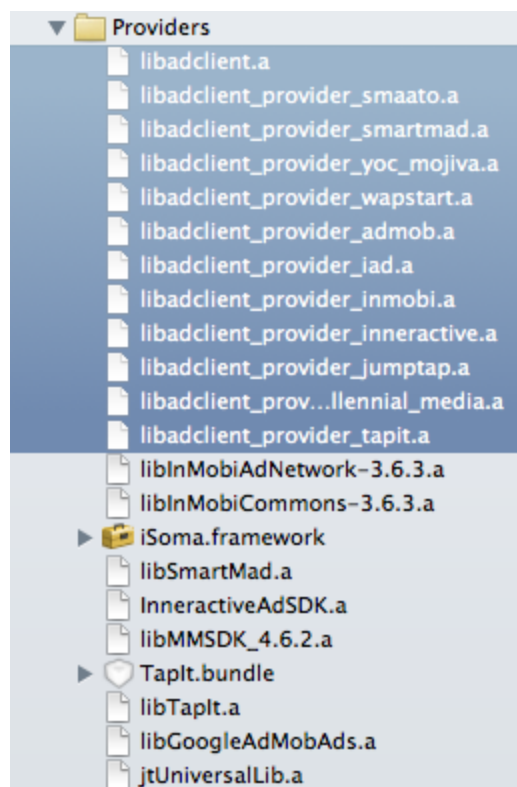 Providers
libadclient.a
libadclient_provider_smaato.a
libadclient_provider_smartmad.a
libadclient_provider_yoc_mojiva.a
libadclient_provider_wapstart.a
libadclient_provider_admob.a
libadclient_provider_iad.a
libadclient_provider_inmobi.a
libadclient_provider_inneractive.a
libadclient_provider_jumptap.a
libadclient_prov...llennial_media.a
libadclient_provider_tapit.a
libInMobiAdNetwork-3.6.3.a
libInMobiCommons-3.6.3.a
iSoma.framework
libSmartMad.a
InneractiveAdSDK.a
libMMSDK_4.6.2.a
TapIt.bundle
libTapIt.a
libGoogleAdMobAds.a
jtUniversalLib.a